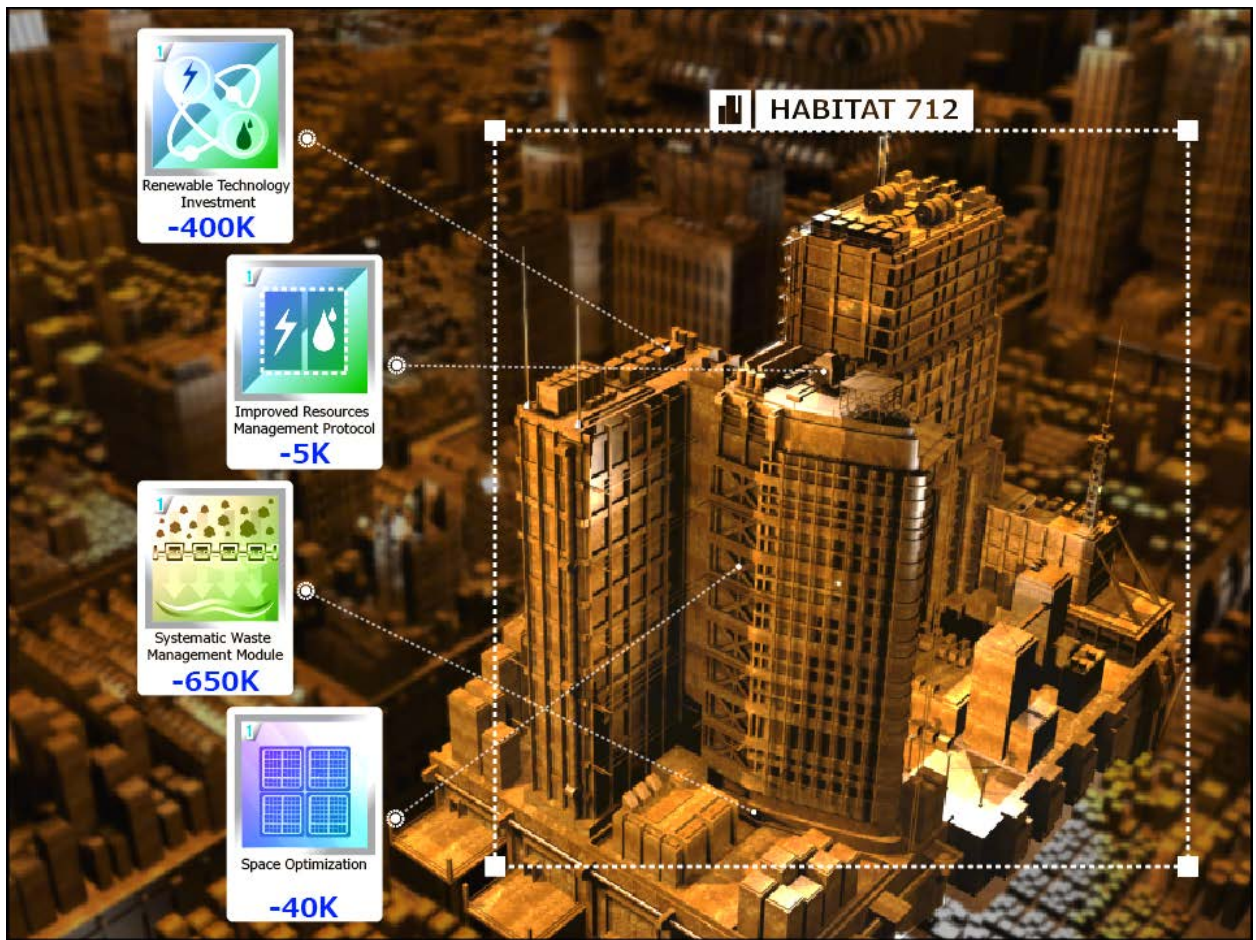 HABITAT 712
1
Renewable Technology
Investment
-400K
1
Improved Resources
Management Protocol
-5K
1
Systematic Waste
Management Module
-650K
1
Space Optimization
-40K